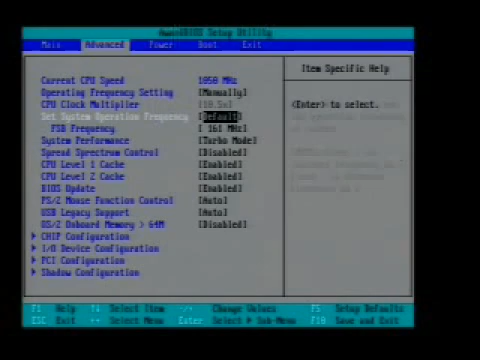 AwardBIOS Setup Utility
Main Advanced Power Boot Exit
Item Specific Help
Current CPU Speed 1050 MHz
Operating Frequency Setting [Manually]
CPU Clock Multiplier [10.5x]
<Enter> to select.
Set System Operation Frequency [Default]
FSB Frequency [ 161 MHz]
System Performance [Turbo Mode]
Spread Spectrum Control [Disabled]
CPU Level 1 Cache [Enabled]
CPU Level 2 Cache [Enabled]
BIOS Update [Enabled]
PS/2 Mouse Function Control [Auto]
USB Legacy Support [Auto]
OS/2 Onboard Memory > 64M [Disabled]
CHIP Configuration
I/O Device Configuration
PCI Configuration
Shadow Configuration
F1 Help ↑↓ Select Item -/+ Change Values F5 Setup Defaults
ESC Exit ←→ Select Menu Enter Select ▶ Sub-Menu F10 Save and Exit